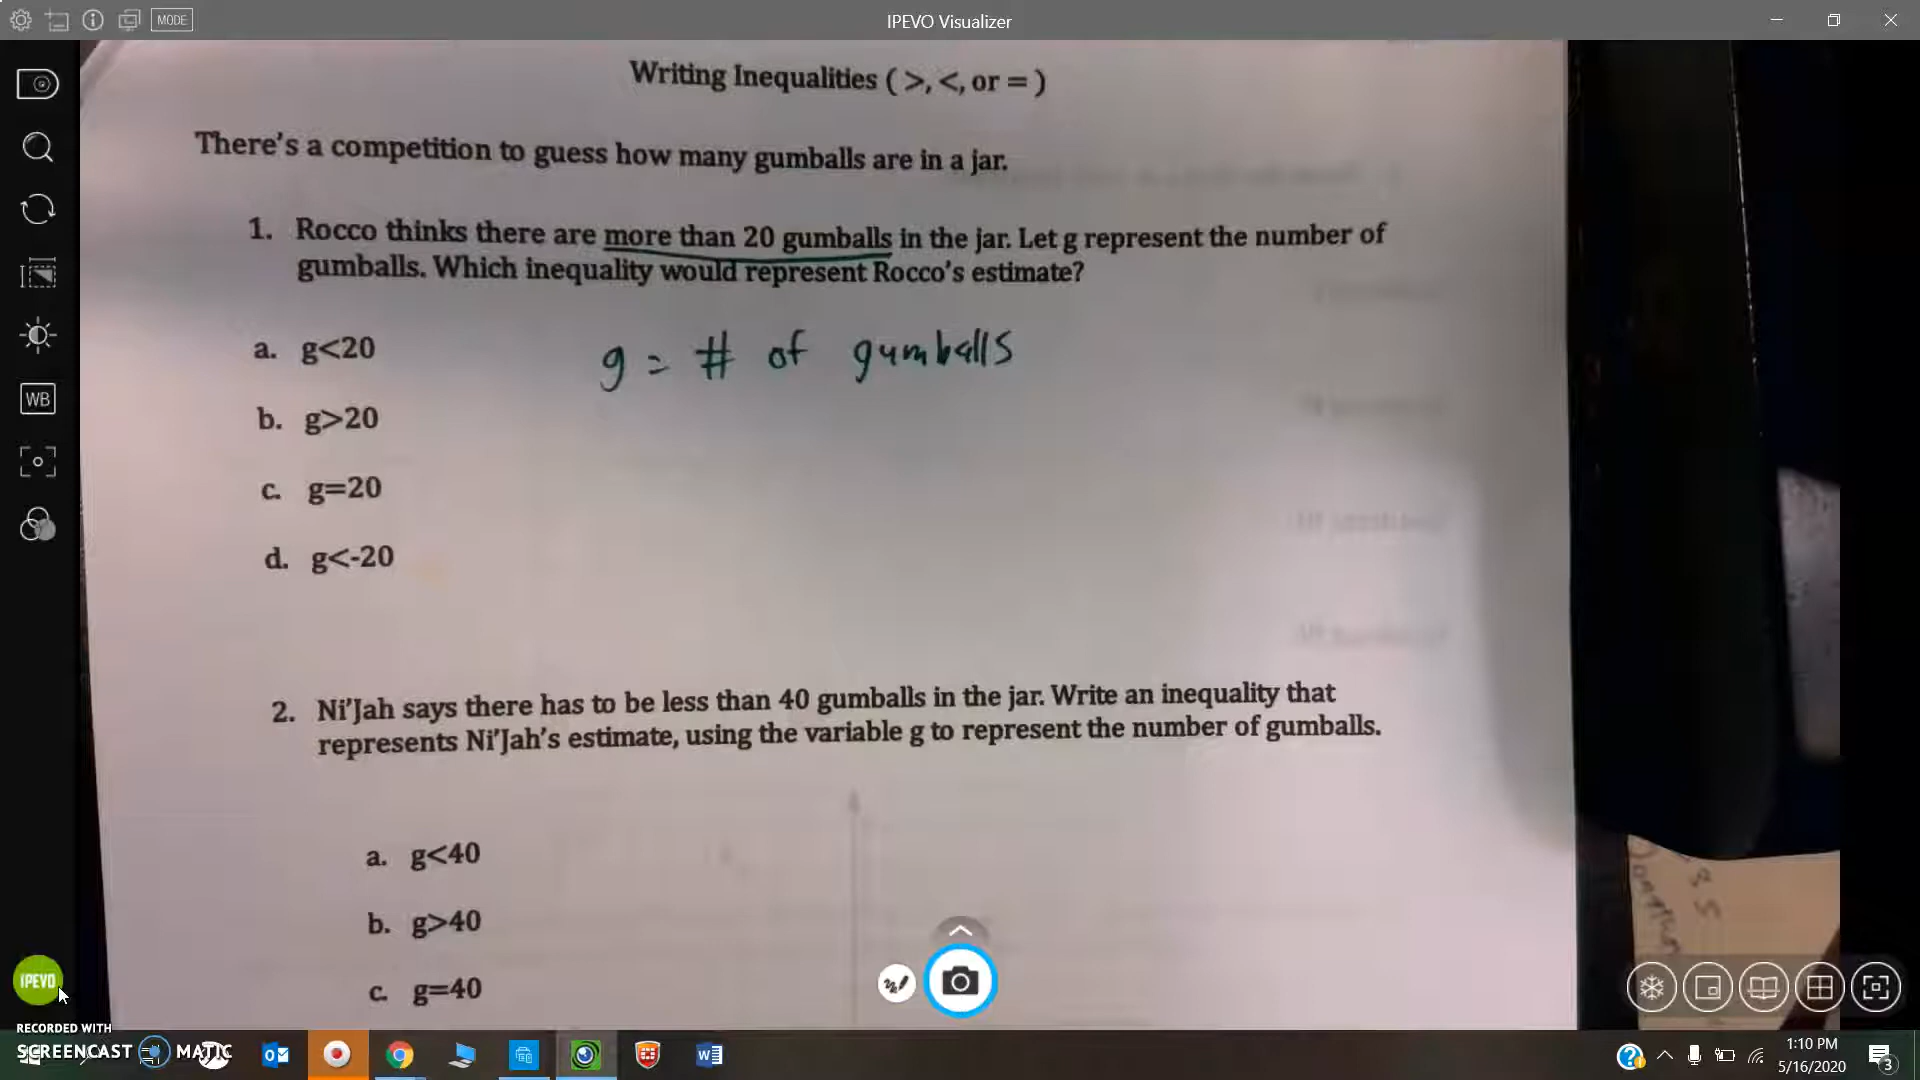 MODE
IPEVO Visualizer
Writing Inequalities ( >, <, or = )
There's a competition to guess how many gumballs are in a jar.
1. Rocco thinks there are more than 20 gumballs in the jar. Let g represent the number of
gumballs. Which inequality would represent Rocco's estimate?
a. g<20
g = # of gumballs
b. g>20
c. g=20
d. g<-20
WB
2. Ni'Jah says there has to be less than 40 gumballs in the jar. Write an inequality that
represents Ni'Jah's estimate, using the variable g to represent the number of gumballs.
a. g<40
b. g>40
c. g=40
IPEVO
RECORDED WITH
SCREENCAST MATIC
1:10 PM
5/16/2020
3